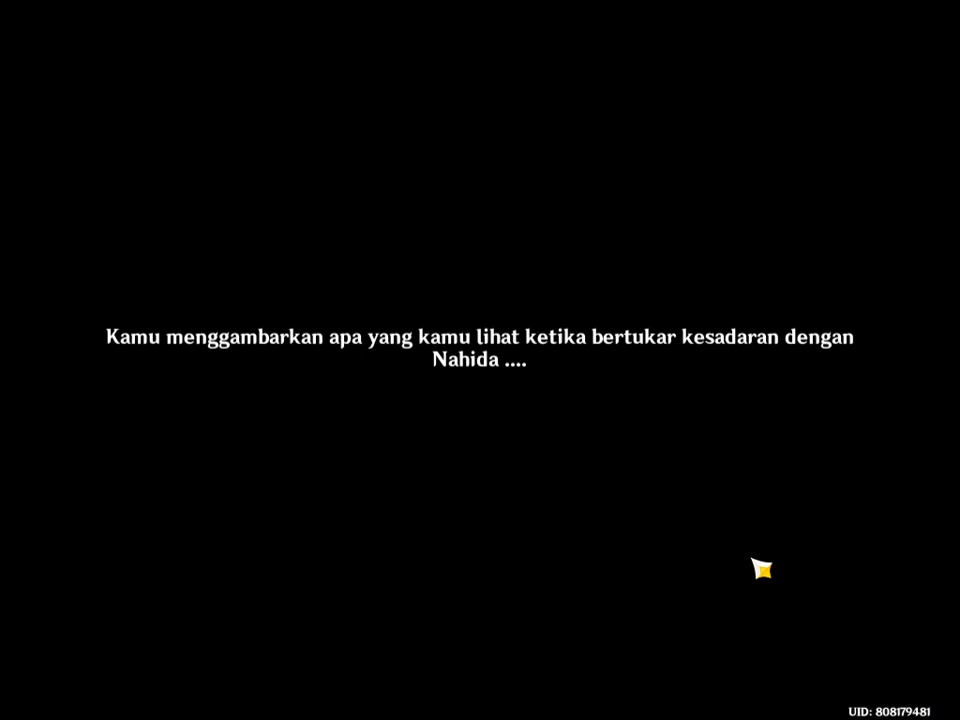 Kamu menggambarkan apa yang kamu lihat ketika bertukar kesadaran dengan
Nahida ....
UID: 808179481